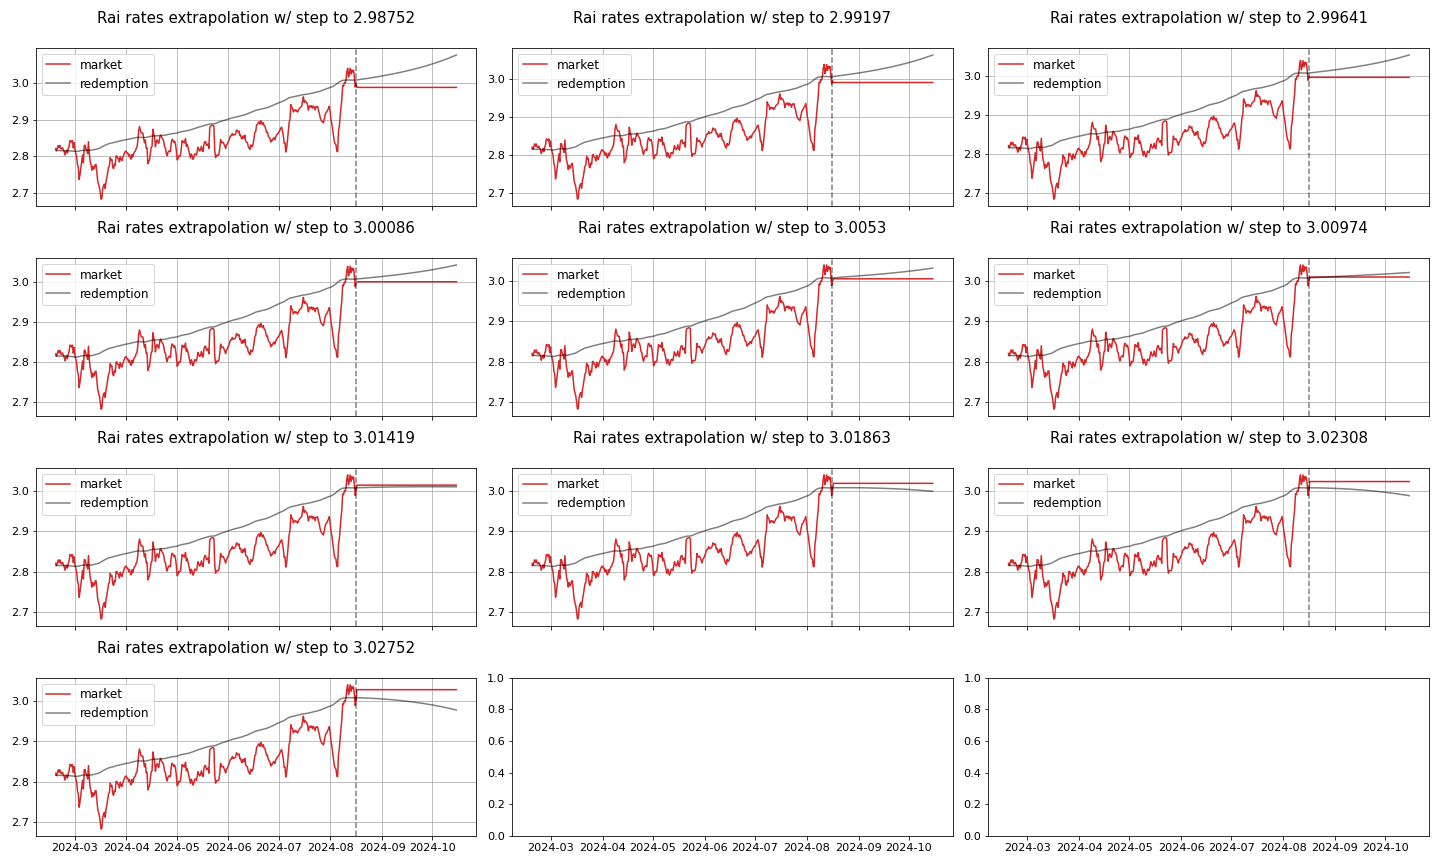 Rai rates extrapolation w/ step to 2.98752
Rai rates extrapolation w/ step to 2.99197
Rai rates extrapolation w/ step to 2.99641
3.0
2.9
2.8
2.7
market
redemption
3.0
2.9
2.8
2.7
market
redemption
3.0
2.9
2.8
2.7
market
redemption
Rai rates extrapolation w/ step to 3.00086
Rai rates extrapolation w/ step to 3.0053
Rai rates extrapolation w/ step to 3.00974
3.0
2.9
2.8
2.7
market
redemption
3.0
2.9
2.8
2.7
market
redemption
3.0
2.9
2.8
2.7
market
redemption
Rai rates extrapolation w/ step to 3.01419
Rai rates extrapolation w/ step to 3.01863
Rai rates extrapolation w/ step to 3.02308
3.0
2.9
2.8
2.7
market
redemption
3.0
2.9
2.8
2.7
market
redemption
3.0
2.9
2.8
2.7
market
redemption
Rai rates extrapolation w/ step to 3.02752
3.0
2.9
2.8
2.7
market
redemption
1.0
0.8
0.6
0.4
0.2
0.0
1.0
0.8
0.6
0.4
0.2
0.0
2024-03 2024-04 2024-05 2024-06 2024-07 2024-08 2024-09 2024-10
2024-03 2024-04 2024-05 2024-06 2024-07 2024-08 2024-09 2024-10
2024-03 2024-04 2024-05 2024-06 2024-07 2024-08 2024-09 2024-10